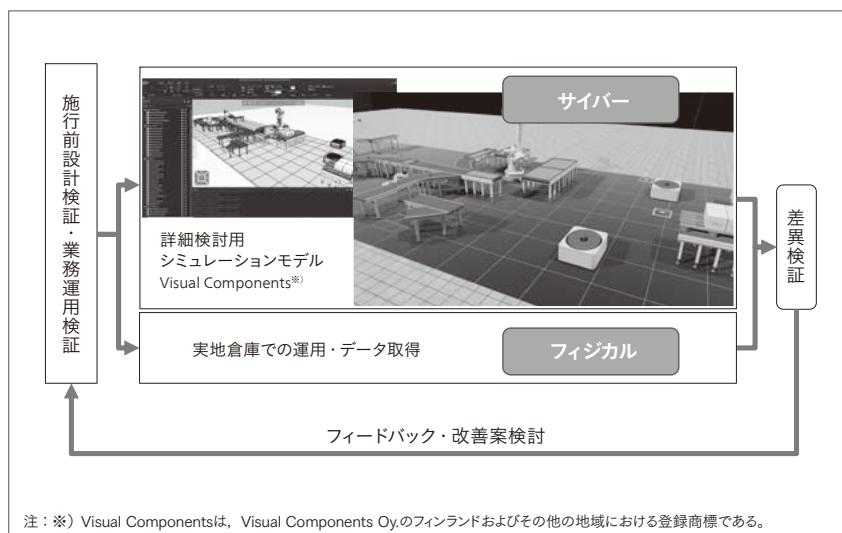 施行前設計検証・業務運用検証
サイバー
詳細検討用
シミュレーションモデル
Visual Components※）
差異検証
実地倉庫での運用・データ取得
フィジカル
フィードバック・改善案検討
注：※）Visual Componentsは，Visual Components Oy.のフィンランドおよびその他の地域における登録商標である。